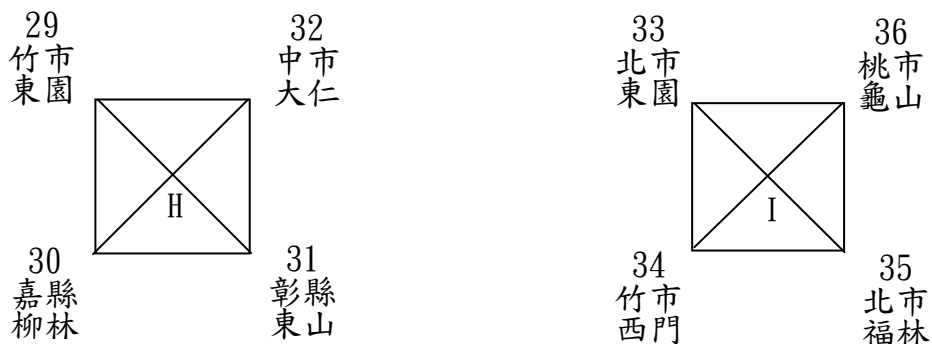 29
竹市
東園
32
中市
大仁
H
30
嘉縣
柳林
31
彰縣
東山
33
北市
東園
36
桃市
龜山
I
34
竹市
西門
35
北市
福林